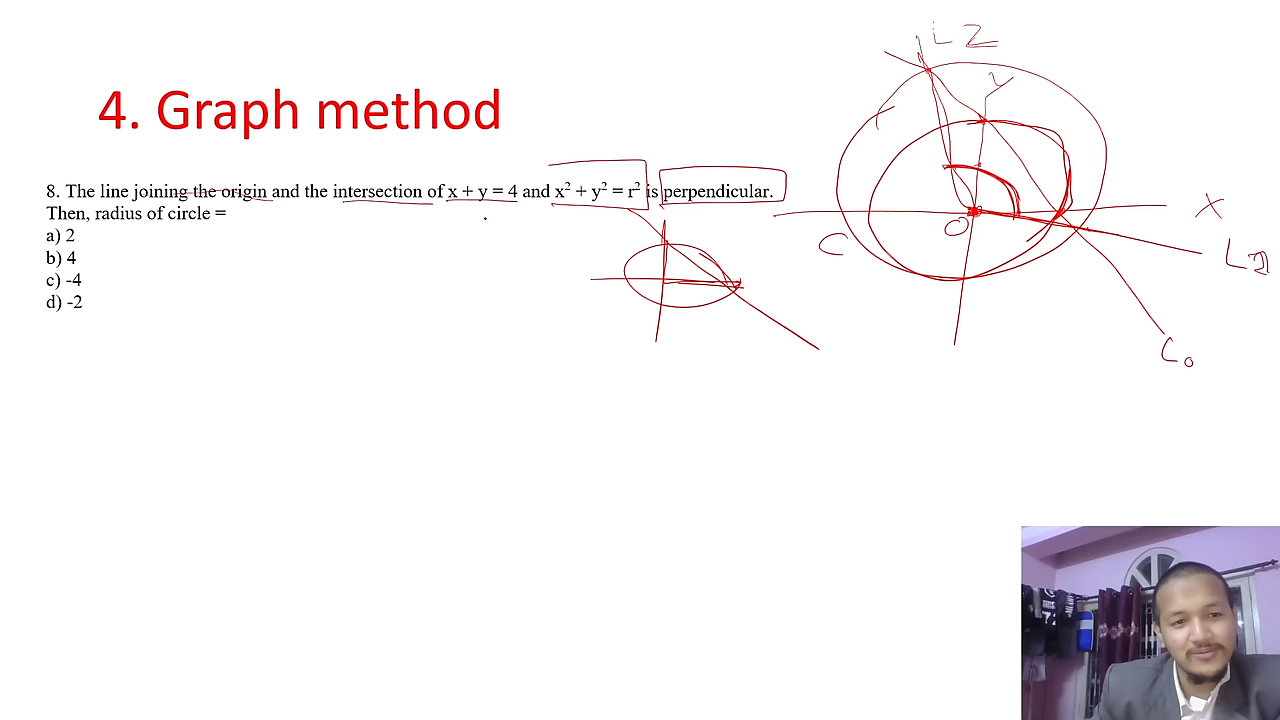 4. Graph method
8. The line joining the origin and the intersection of x + y = 4 and x² + y² = r² is perpendicular.
Then, radius of circle =
a) 2
b) 4
c) -4
d) -2
Y
X
O
C